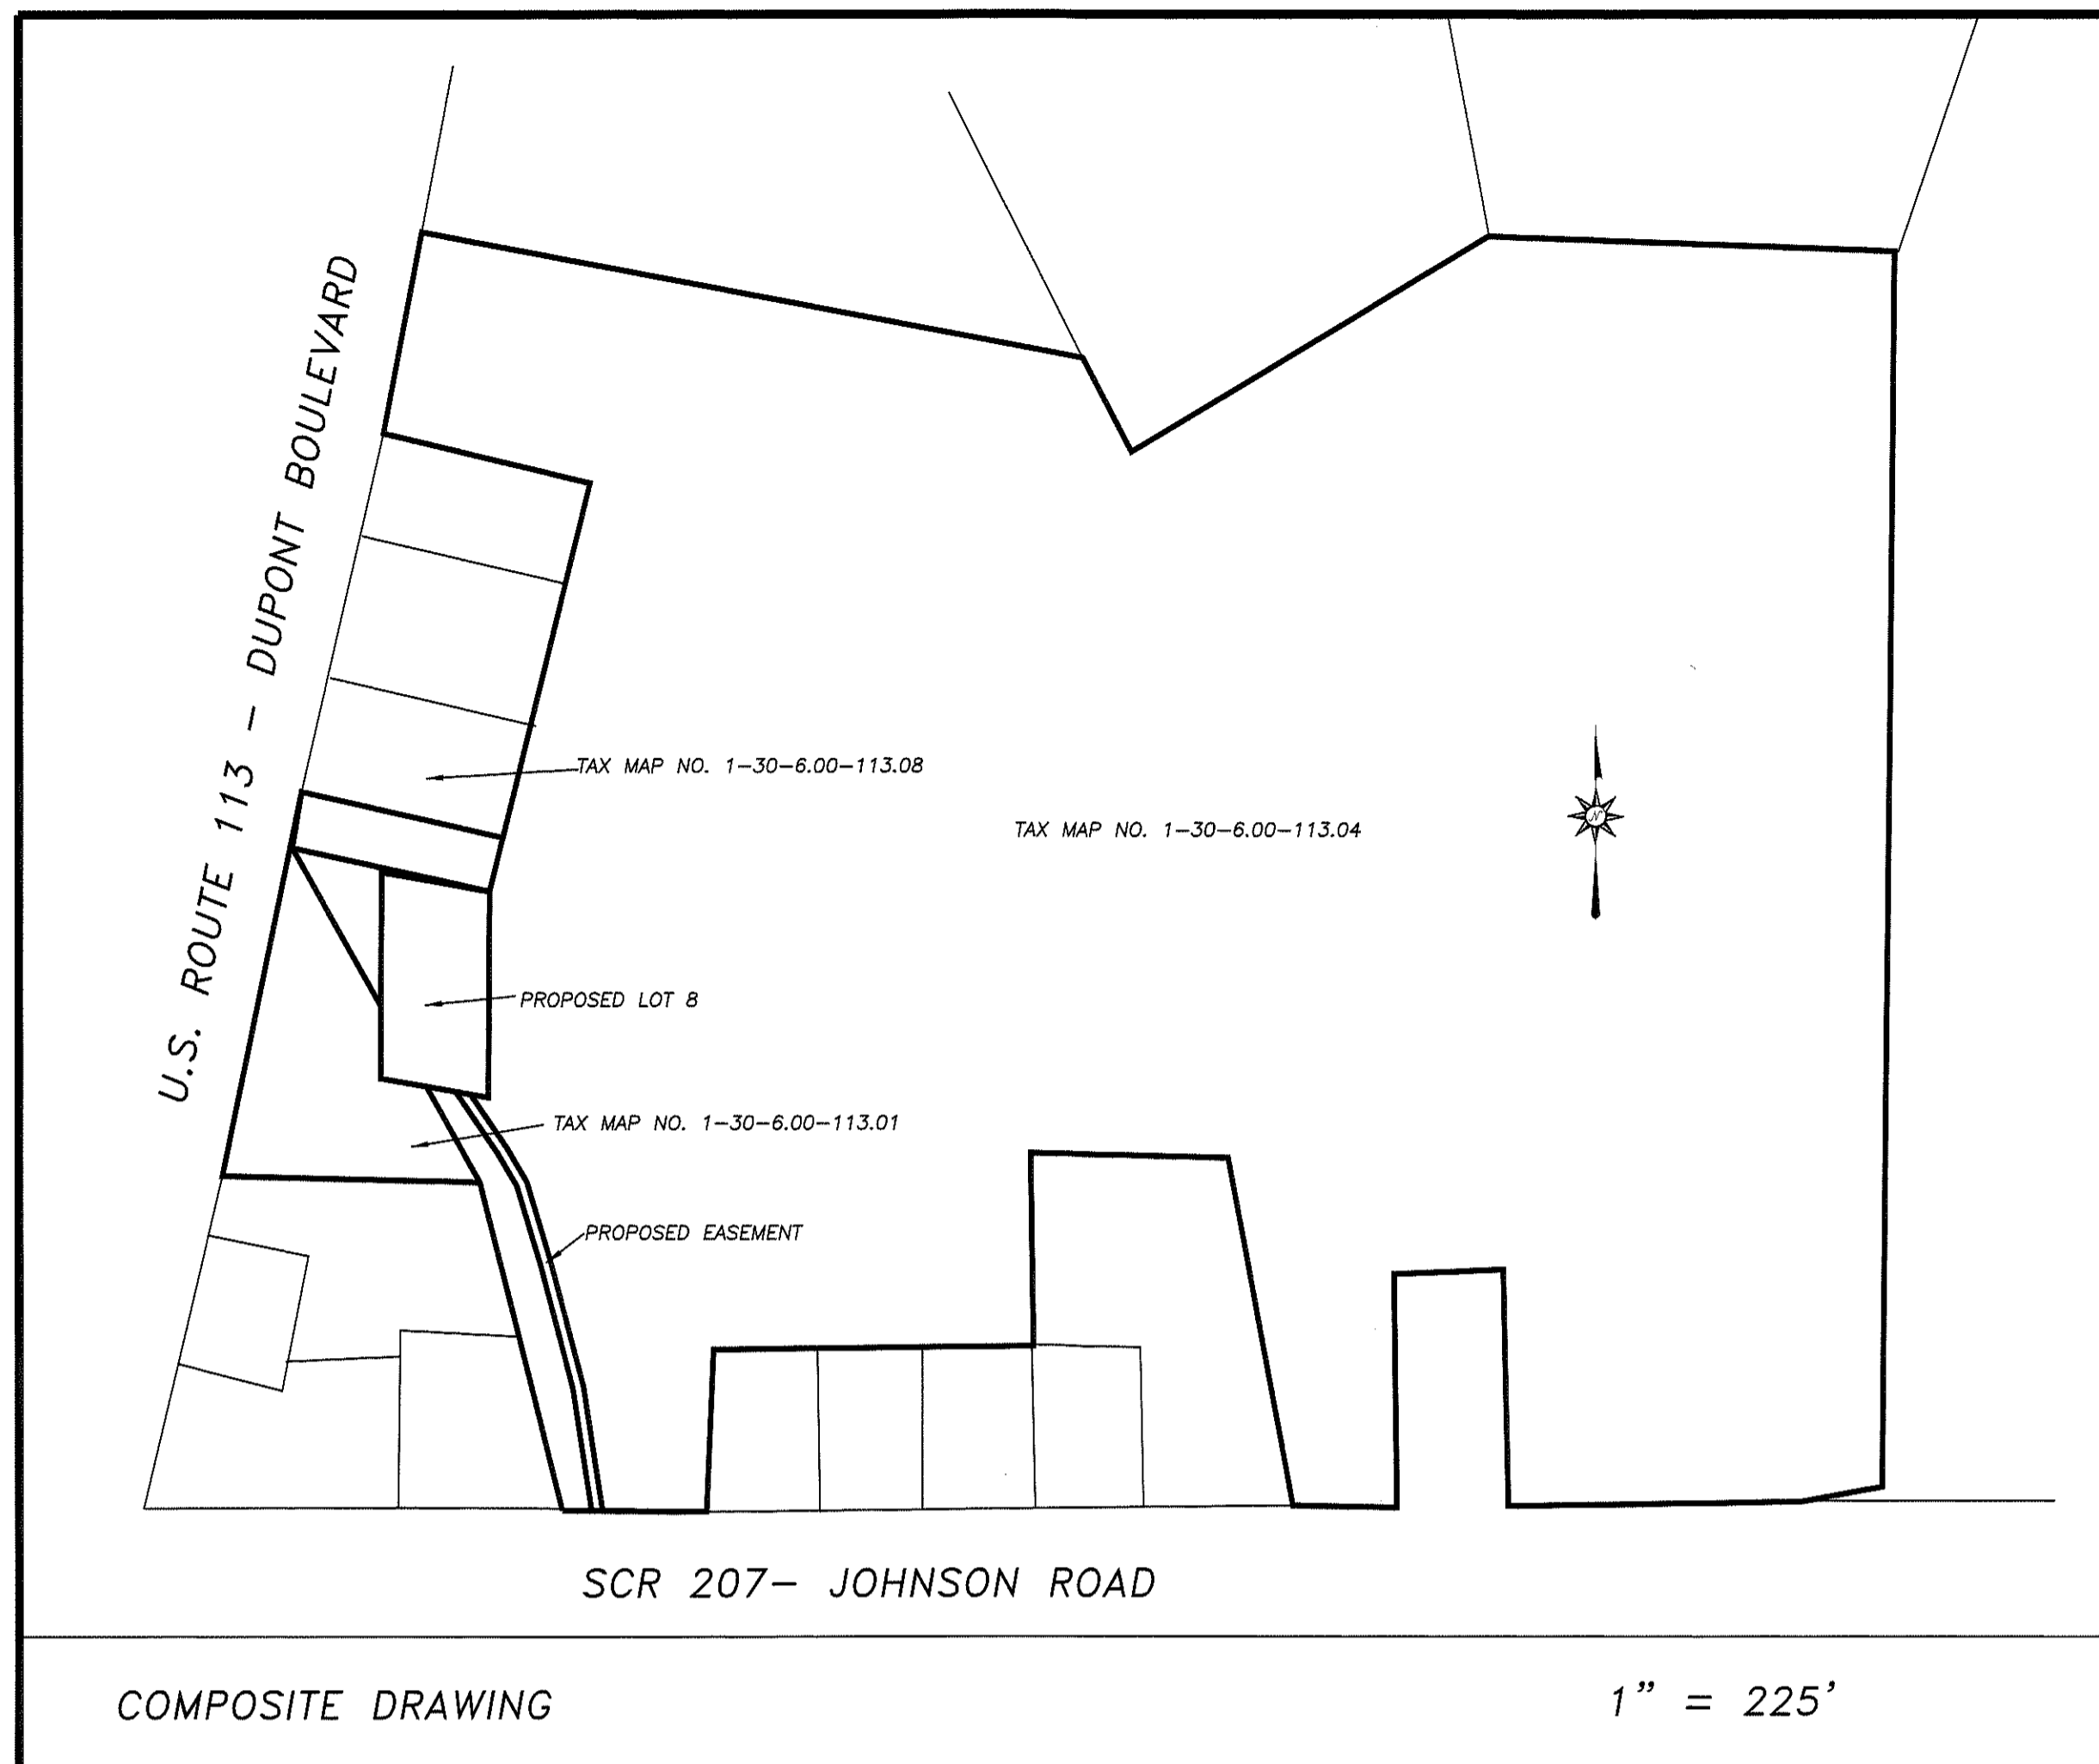 U.S. ROUTE 113 - DUPONT BOULEVARD
TAX MAP NO. 1-30-6.00-113.08
TAX MAP NO. 1-30-6.00-113.04
N
PROPOSED LOT 8
TAX MAP NO. 1-30-6.00-113.01
PROPOSED EASEMENT
SCR 207- JOHNSON ROAD
COMPOSITE DRAWING
1" = 225'